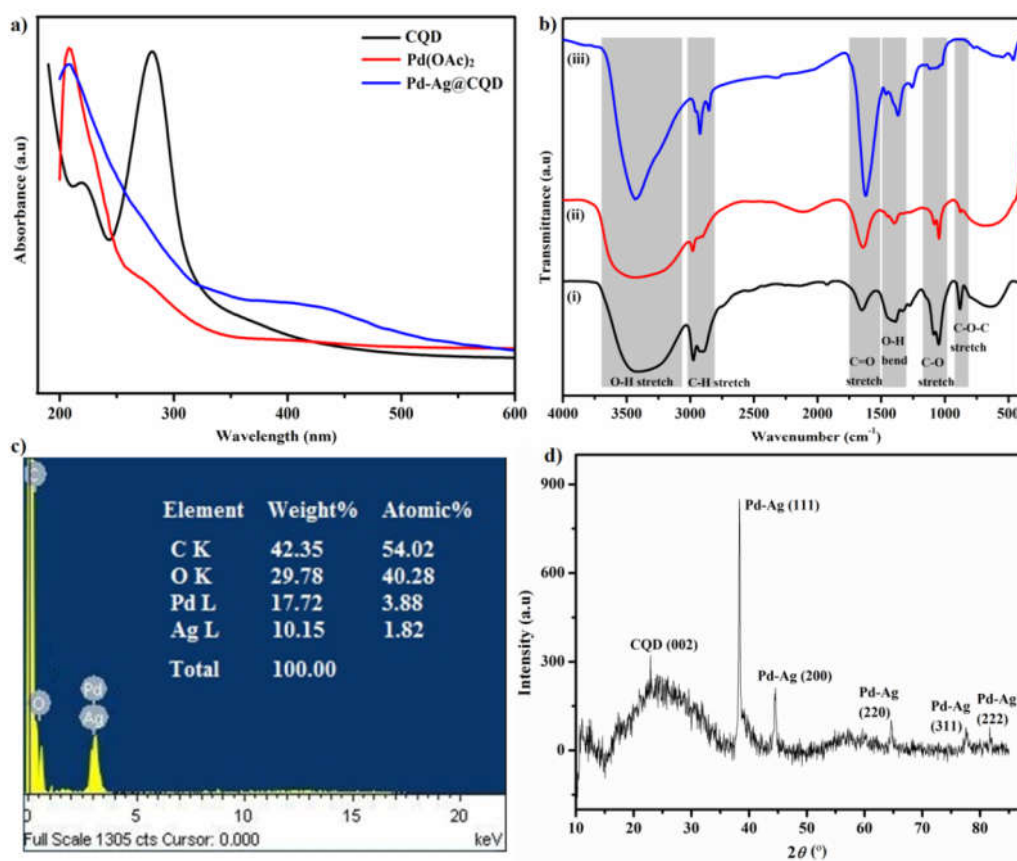 a)
CQD
Pd(OAc)₂
Pd-Ag@CQD
Absorbance (a.u)
200 300 400 500 600
Wavelength (nm)
b)
(iii)
(ii)
(i)
Transmittance (a.u)
O-H stretch
C-H stretch
C=O
stretch
O-H
bend
C-O
stretch
C-O-C
stretch
4000 3500 3000 2500 2000 1500 1000 500
Wavenumber (cm⁻¹)
c)
C
O
Pd
Ag
Element Weight% Atomic%
C K 42.35 54.02
O K 29.78 40.28
Pd L 17.72 3.88
Ag L 10.15 1.82
Total 100.00
0 5 10 15 20
Full Scale 1305 cts Cursor: 0.000 keV
d)
900
600
300
0
Intensity (a.u)
CQD (002)
Pd-Ag (111)
Pd-Ag (200)
Pd-Ag
(220)
Pd-Ag
(311)
Pd-Ag
(222)
10 20 30 40 50 60 70 80 90
2θ (°)